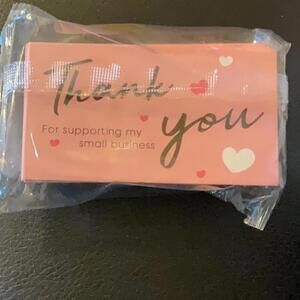 Thank
you
For supporting my
small business